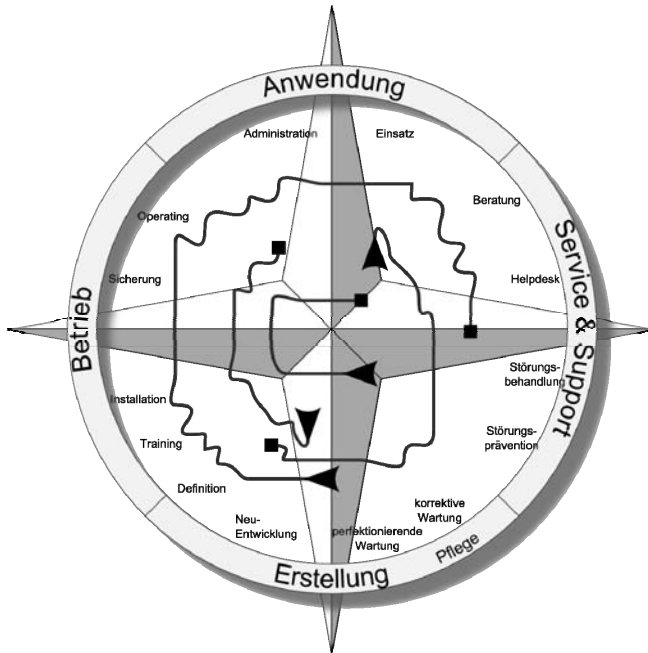 Anwendung
Administration
Einsatz
Operating
Beratung
Sicherung
Helpdesk
Betrieb
Service & Support
Störungs-
behandlung
Installation
Training
Störungs-
prävention
Definition
korrektive
Wartung
Neu-
Entwicklung
perfektionierende
Wartung
Pflege
Erstellung